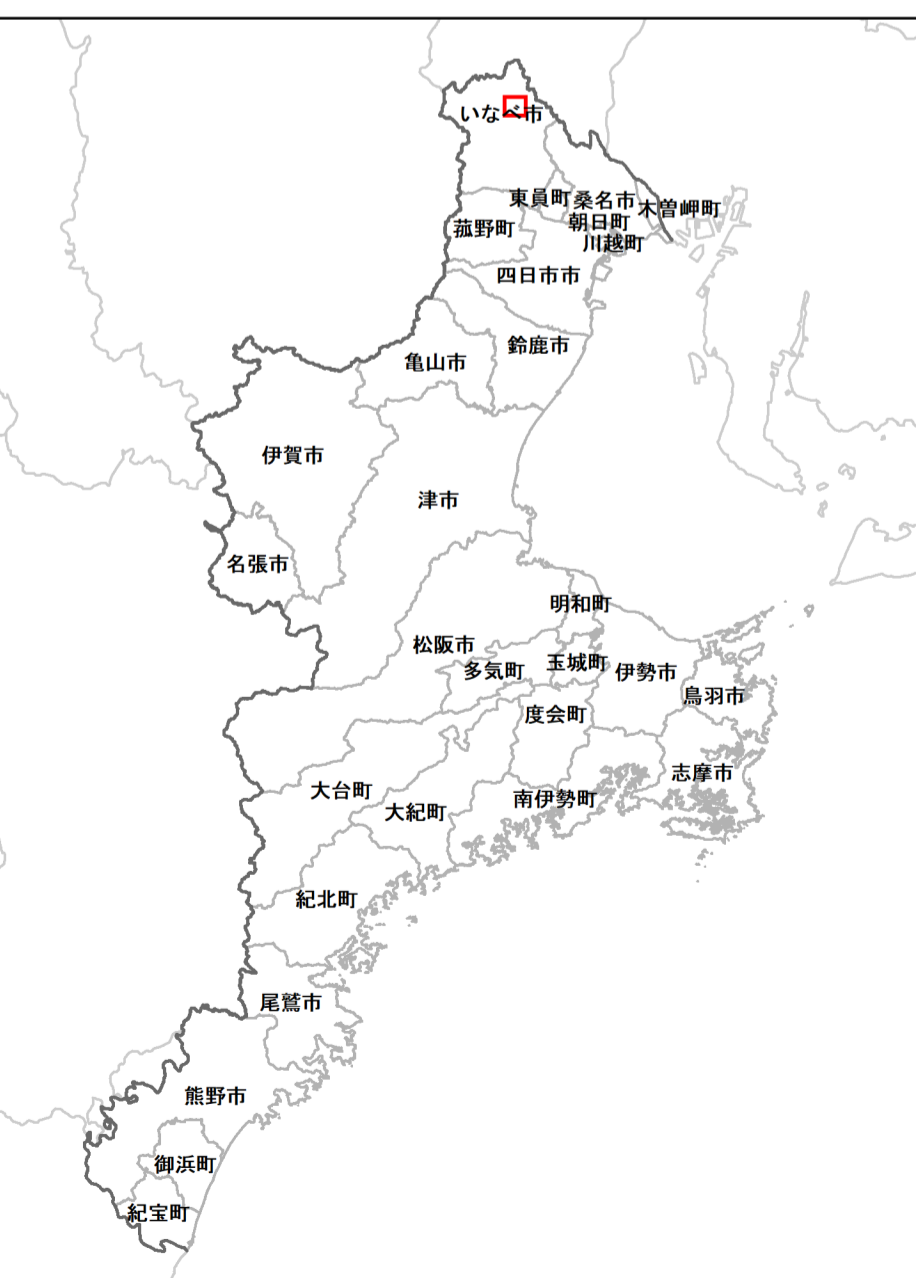 いなべ市
東員町
桑名市
木曽岬町
朝日町
菰野町
川越町
四日市市
鈴鹿市
亀山市
伊賀市
津市
名張市
明和町
松阪市
多気町
玉城町
伊勢市
鳥羽市
度会町
志摩市
大台町
南伊勢町
大紀町
紀北町
尾鷲市
熊野市
御浜町
紀宝町